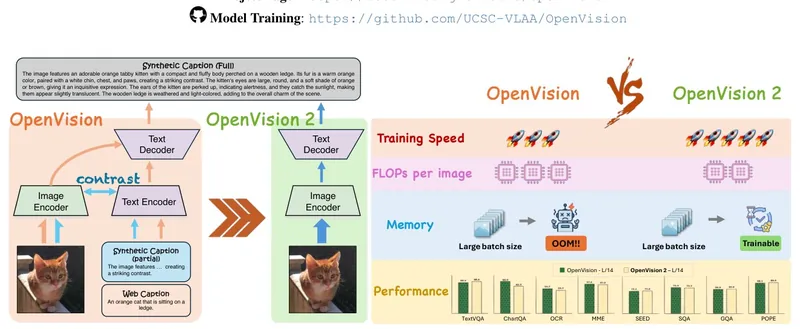 Model Training: https://github.com/UCSC-VLAA/OpenVision
Synthetic Caption (Full)
The image features an adorable orange tabby kitten with a compact and fluffy body perched on a wooden ledge. Its fur is a warm orange
color, paired with a white chin, chest, and paws, creating a striking contrast. The kitten's eyes are large, round, and a soft shade of orange
or brown, giving it an inquisitive expression. The ears of the kitten are perked up, indicating alertness, and they catch the sunlight, making
them appear slightly translucent. The wooden ledge is weathered and light-colored, adding to the overall charm of the scene.
OpenVision
Text
Decoder
contrast
Image
Encoder
Text Encoder
Synthetic Caption
(partial)
The image features ... creating
a striking contrast.
Web Caption
An orange cat that is sitting on a
ledge.
OpenVision 2
Text
Decoder
Image
Encoder
OpenVision
VS
OpenVision 2
Training Speed
FLOPs per image
Memory
Large batch size
OOM!!
Large batch size
Trainable
Performance
OpenVision - L/14
OpenVision 2 - L/14
TextVQA
ChartQA
OCR
MME
SEED
SQA
GQA
POPE